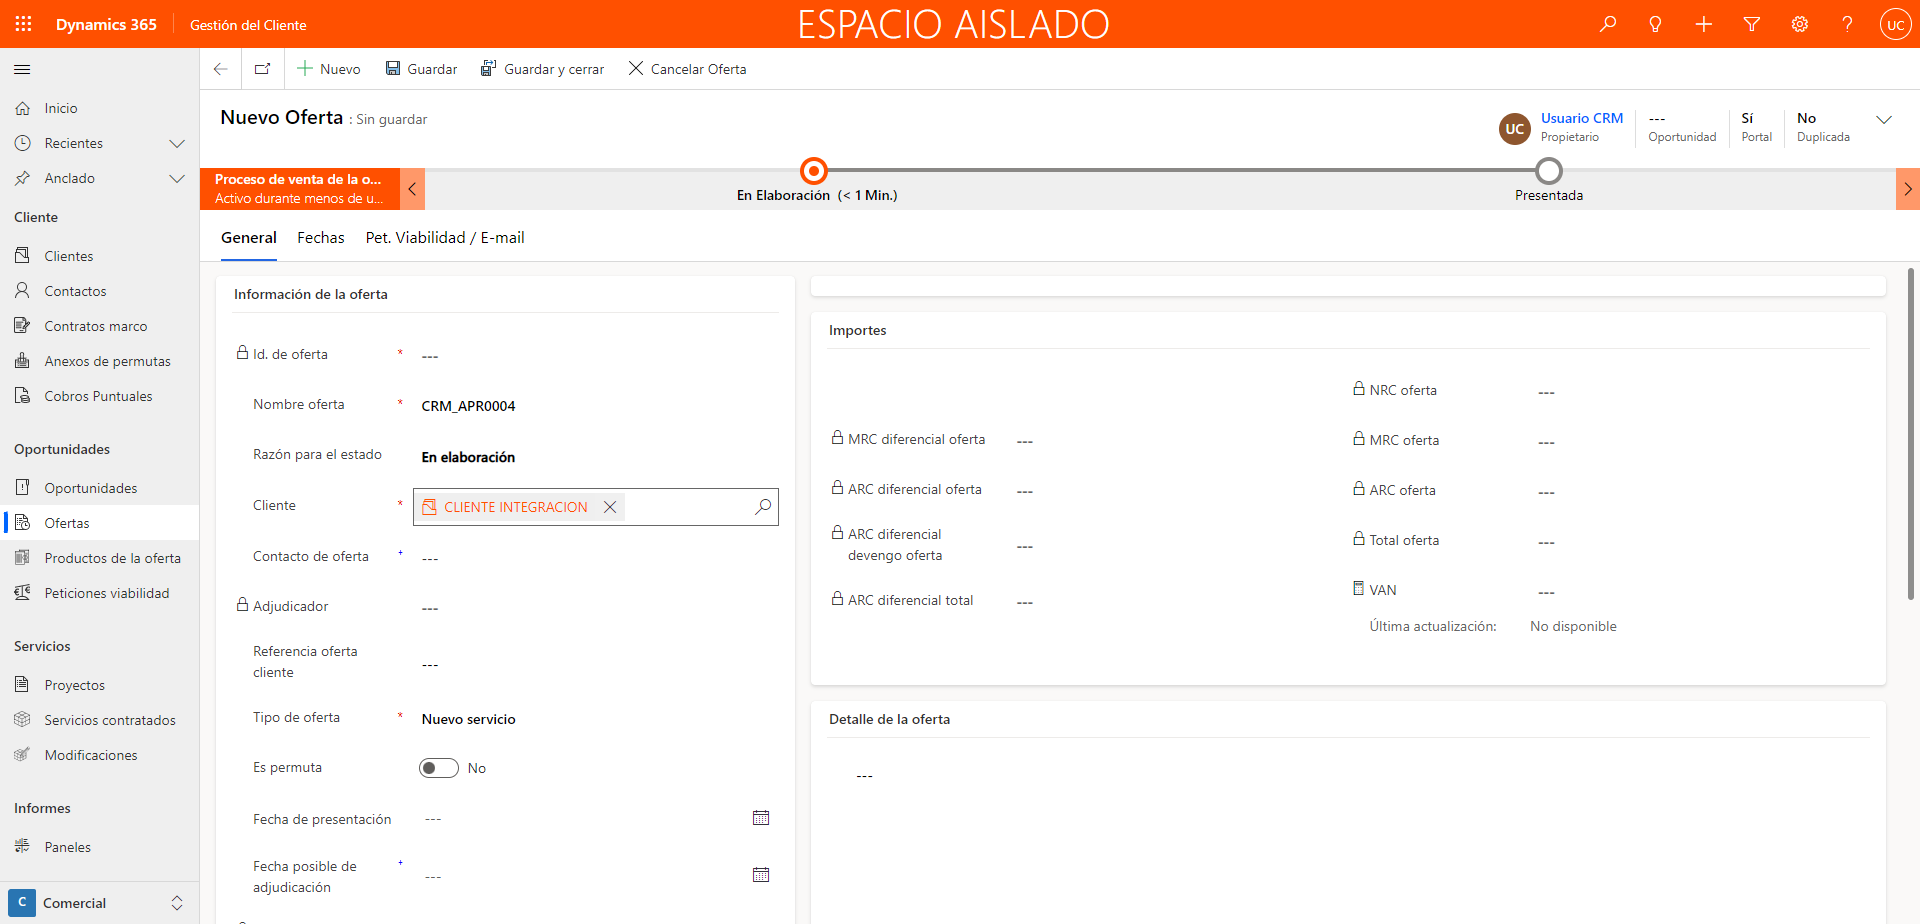 Dynamics 365
Gestión del Cliente
ESPACIO AISLADO
UC
Nuevo
Guardar
Guardar y cerrar
Cancelar Oferta
Inicio
Recientes
Anclado
Cliente
Clientes
Contactos
Contratos marco
Anexos de permutas
Cobros Puntuales
Oportunidades
Oportunidades
Ofertas
Productos de la oferta
Peticiones viabilidad
Servicios
Proyectos
Servicios contratados
Modificaciones
Informes
Paneles
C Comercial
Nuevo Oferta : Sin guardar
UC
Usuario CRM
Propietario
---
Oportunidad
Sí
Portal
No
Duplicada
Proceso de venta de la o...
Activo durante menos de u...
En Elaboración (< 1 Min.)
Presentada
General
Fechas
Pet. Viabilidad / E-mail
Información de la oferta
Id. de oferta * ---
Nombre oferta * CRM_APR0004
Razón para el estado En elaboración
Cliente * CLIENTE INTEGRACION
Contacto de oferta + ---
Adjudicador ---
Referencia oferta
cliente ---
Tipo de oferta * Nuevo servicio
Es permuta No
Fecha de presentación ---
Fecha posible de
adjudicación + ---
Importes
MRC diferencial oferta ---
ARC diferencial oferta ---
ARC diferencial
devengo oferta ---
ARC diferencial total ---
NRC oferta ---
MRC oferta ---
ARC oferta ---
Total oferta ---
VAN ---
Última actualización: No disponible
Detalle de la oferta
---